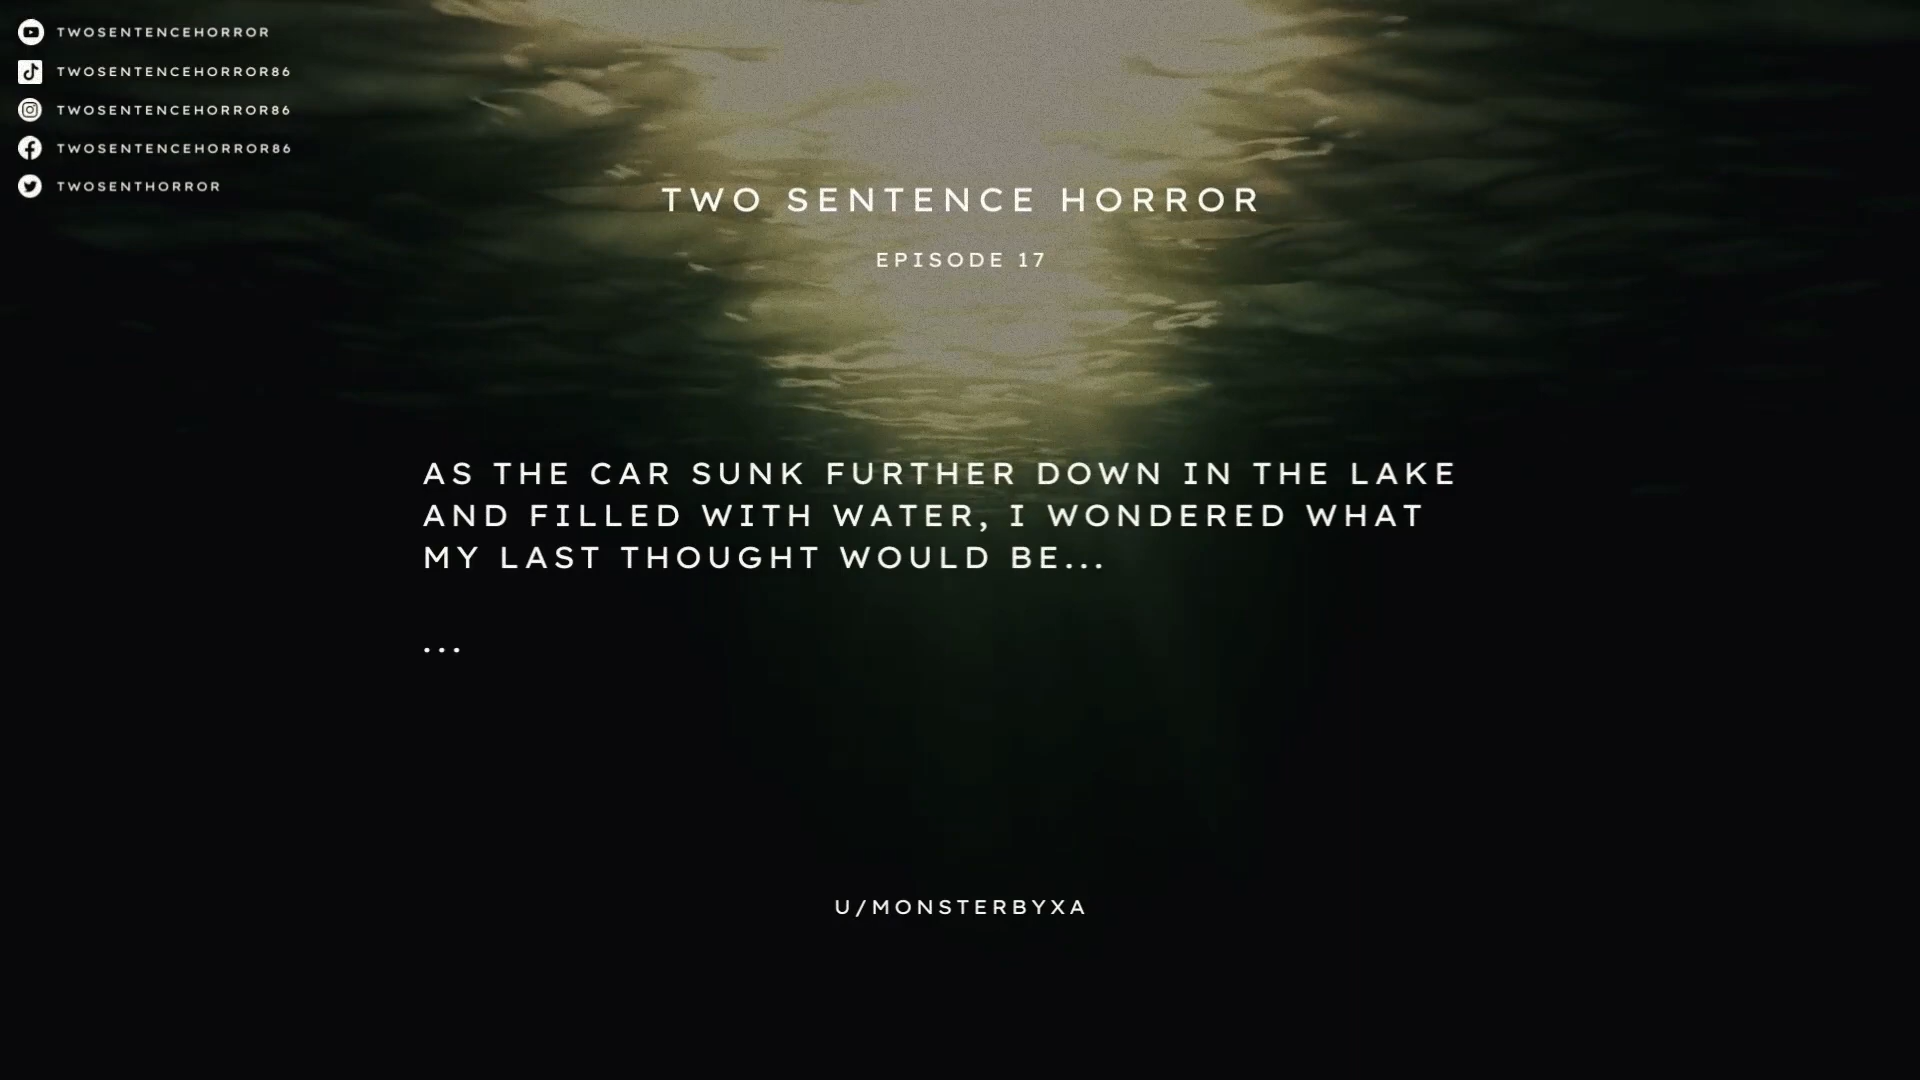 TWOSENTENCEHORROR
TWOSENTENCEHORROR86
TWOSENTENCEHORROR86
TWOSENTENCEHORROR86
TWOSENTHORROR
TWO SENTENCE HORROR
EPISODE 17
AS THE CAR SUNK FURTHER DOWN IN THE LAKE
AND FILLED WITH WATER, I WONDERED WHAT
MY LAST THOUGHT WOULD BE...
...
U/MONSTERBYXA